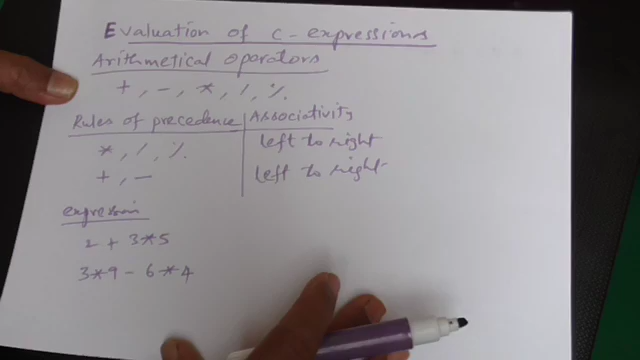 Evaluation of C-expressions
Arithmetical operators
+, -, *, /, %.
Rules of precedence | Associativity
*, /, % | Left to right
+, - | Left to right
expression
2 + 3*5
3*9 - 6*4